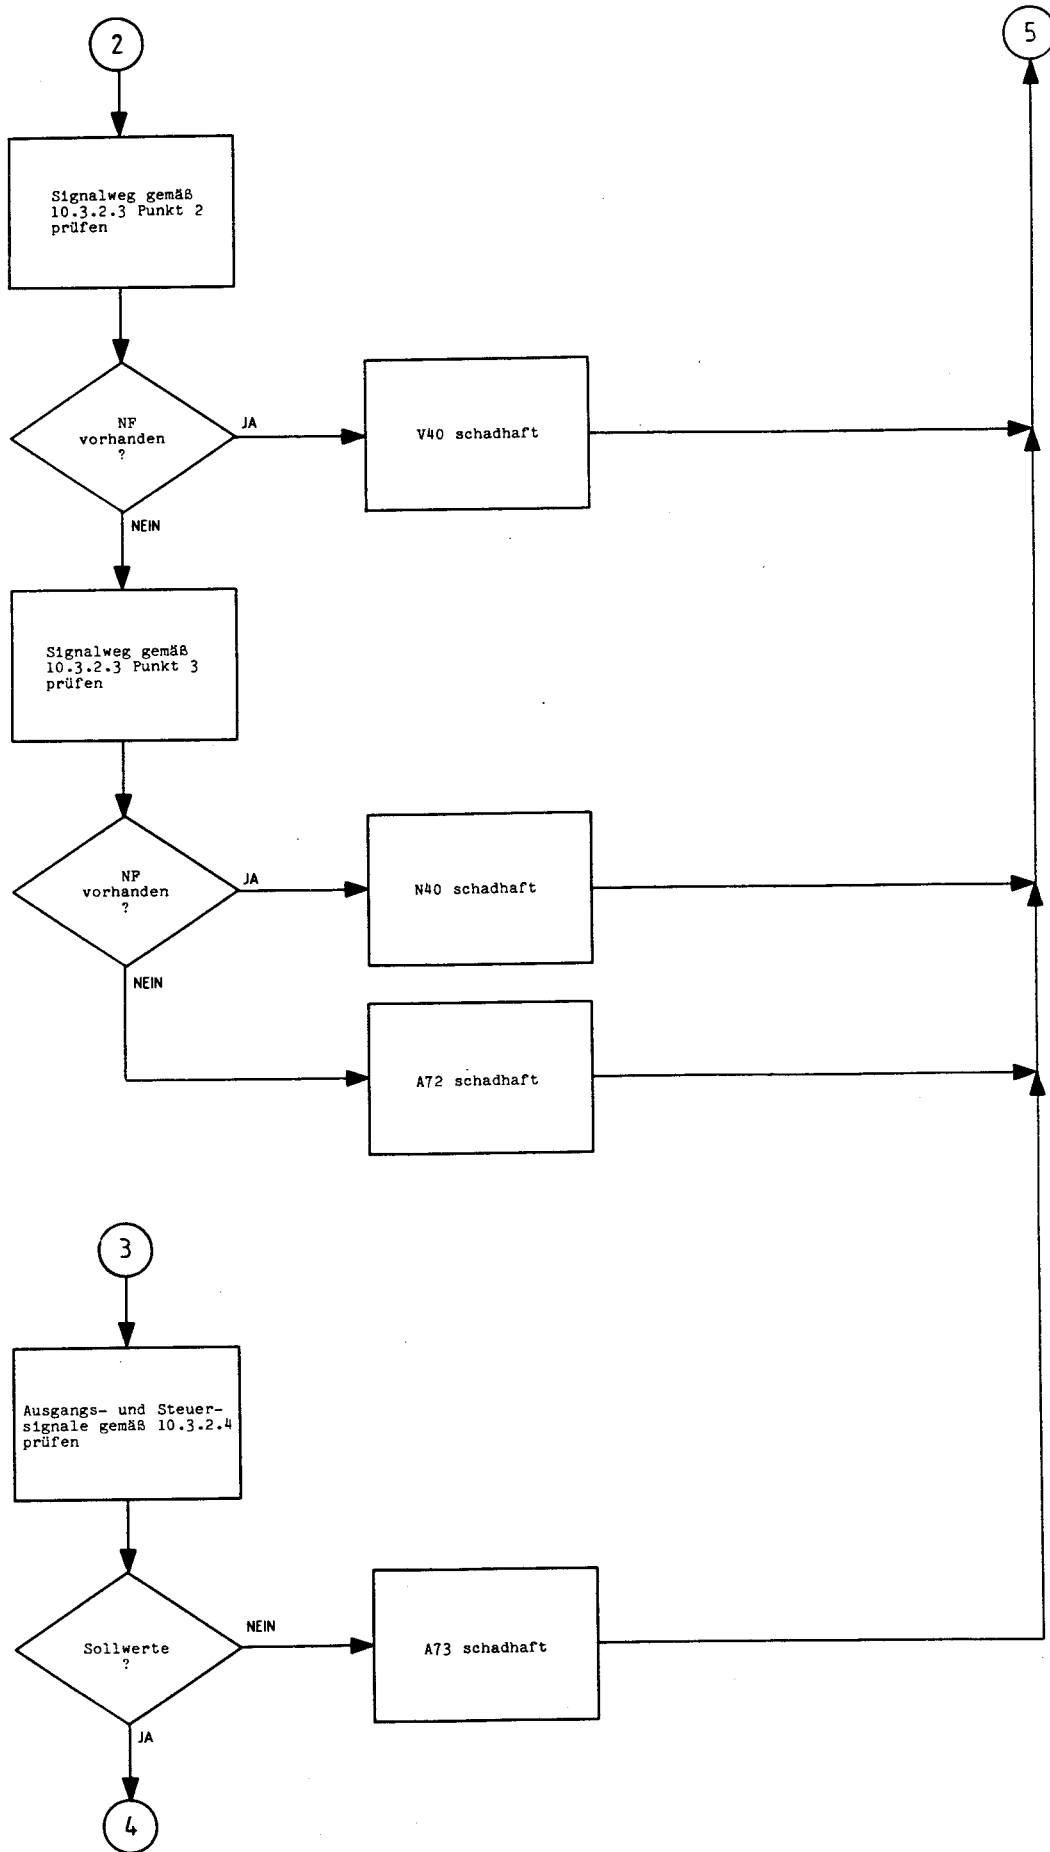 2
5
Signalweg gemäß
10.3.2.3 Punkt 2
prüfen
NF
vorhanden
?
JA
V40 schadhaft
NEIN
Signalweg gemäß
10.3.2.3 Punkt 3
prüfen
NF
vorhanden
?
JA
N40 schadhaft
NEIN
A72 schadhaft
3
Ausgangs- und Steuer-
signale gemäß 10.3.2.4
prüfen
Sollwerte
?
NEIN
A73 schadhaft
JA
4